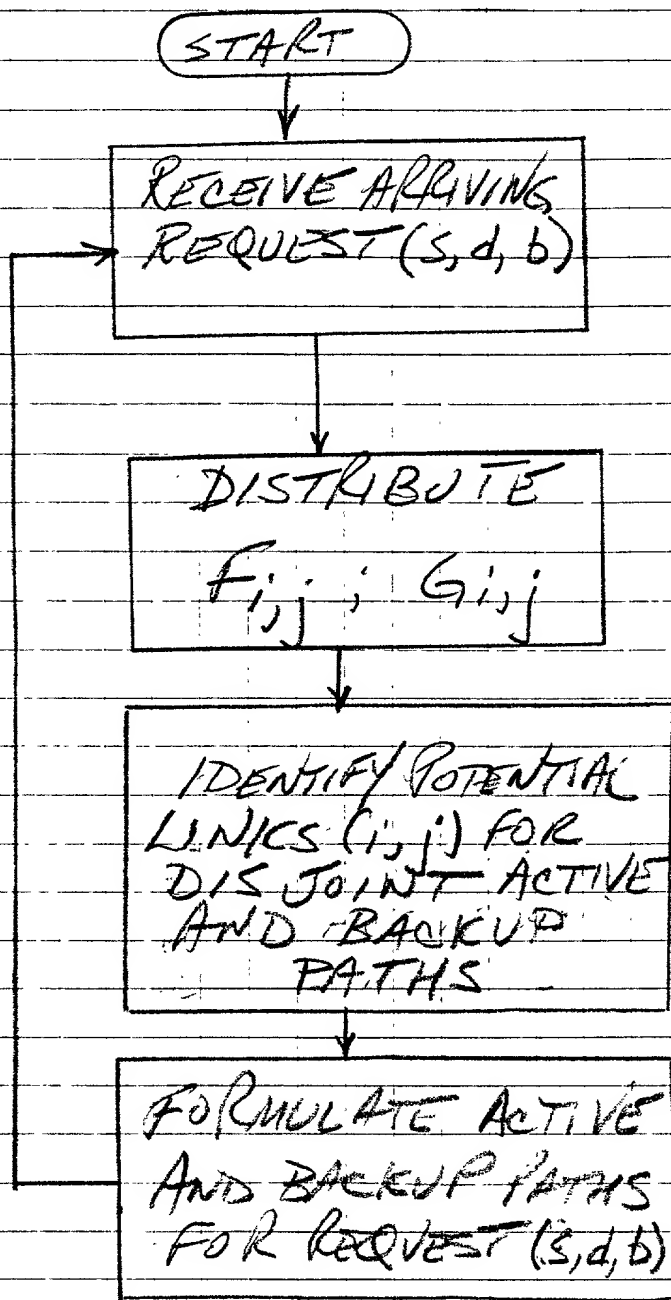 START
RECEIVE ARRIVING
REQUEST (s, d, b)
DISTRIBUTE
Fi,j ; Gi,j
IDENTIFY POTENTIAL
LINKS (i, j) FOR
DISJOINT ACTIVE
AND BACKUP
PATHS
FORMULATE ACTIVE
AND BACKUP PATHS
FOR REQUEST (s,d,b)